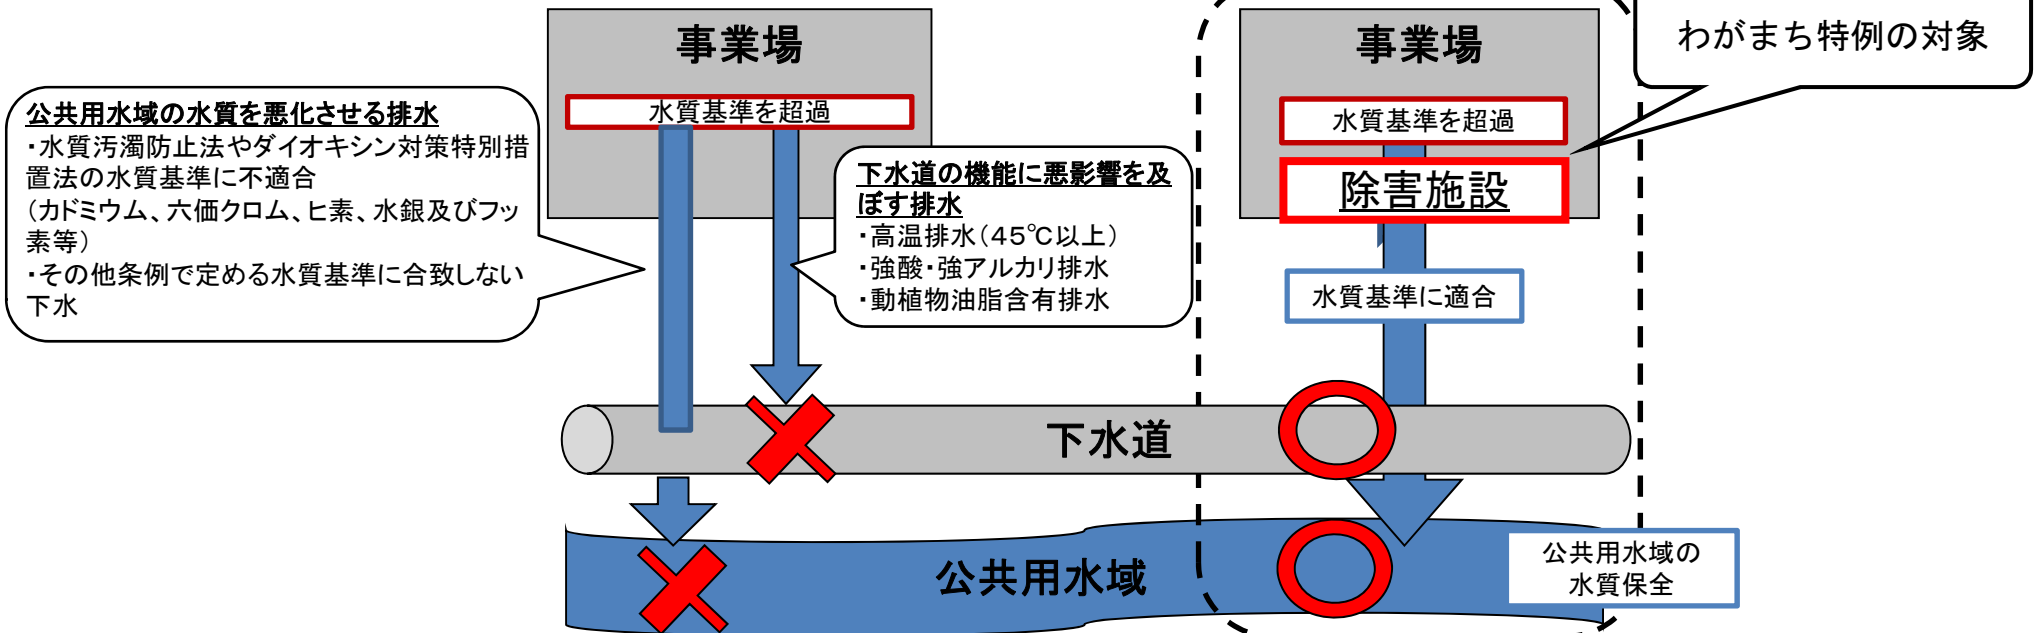 事業場
水質基準を超過
公共用水域の水質を悪化させる排水
・水質汚濁防止法やダイオキシン対策特別措
置法の水質基準に不適合
（カドミウム、六価クロム、ヒ素、水銀及びフッ
素等）
・その他条例で定める水質基準に合致しない
下水
下水道の機能に悪影響を及
ぼす排水
・高温排水（45℃以上）
・強酸・強アルカリ排水
・動植物油脂含有排水
事業場
水質基準を超過
除害施設
わがまち特例の対象
水質基準に適合
下水道
公共用水域
公共用水域の
水質保全